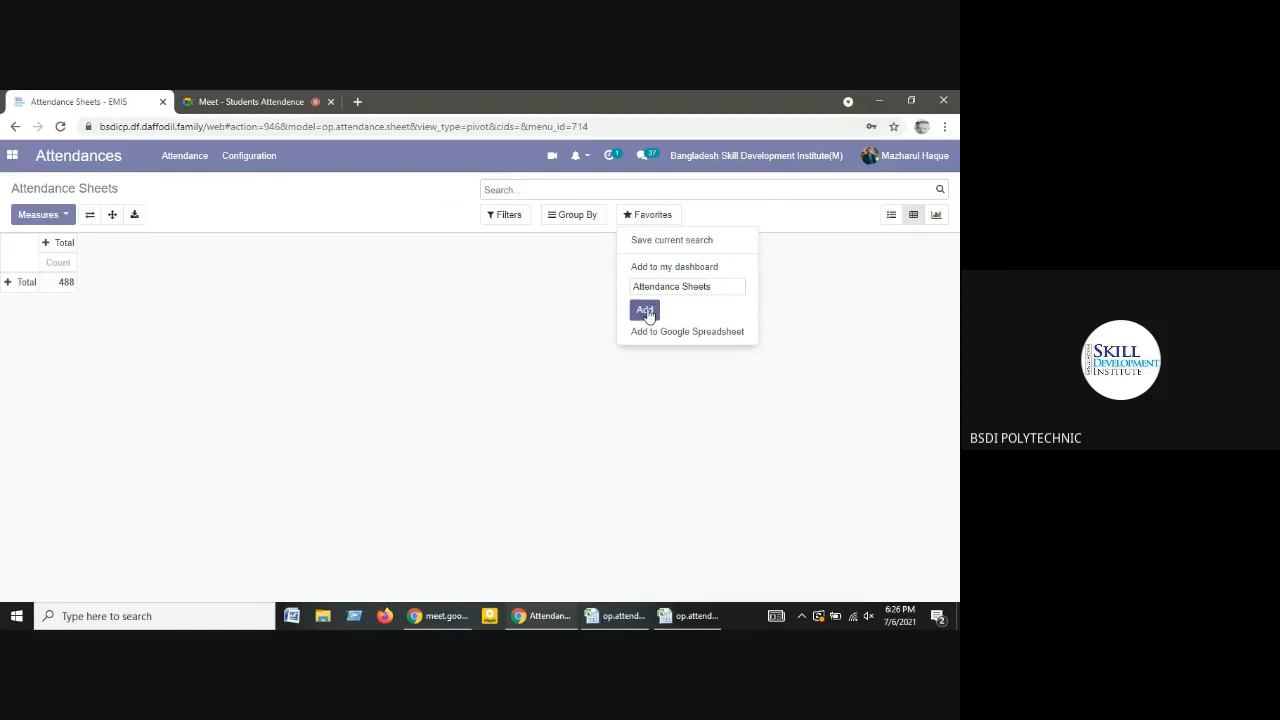 Attendance Sheets - EMIS
Meet - Students Attendence
bsdicp.df.daffodil.family/web#action=946&model=op.attendance.sheet&view_type=pivot&cids=&menu_id=714
Attendances Attendance Configuration 1 37 Bangladesh Skill Development Institute(M) Mazharul Haque
Attendance Sheets
Search...
Measures Filters Group By Favorites
Save current search
Add to my dashboard
Attendance Sheets
Add
Add to Google Spreadsheet
Total
Count
Total 488
SKILL
DEVELOPMENT
INSTITUTE
BSDI POLYTECHNIC
Type here to search
meet.goo...
Attendan...
op.attend...
op.attend...
6:26 PM
7/6/2021
2